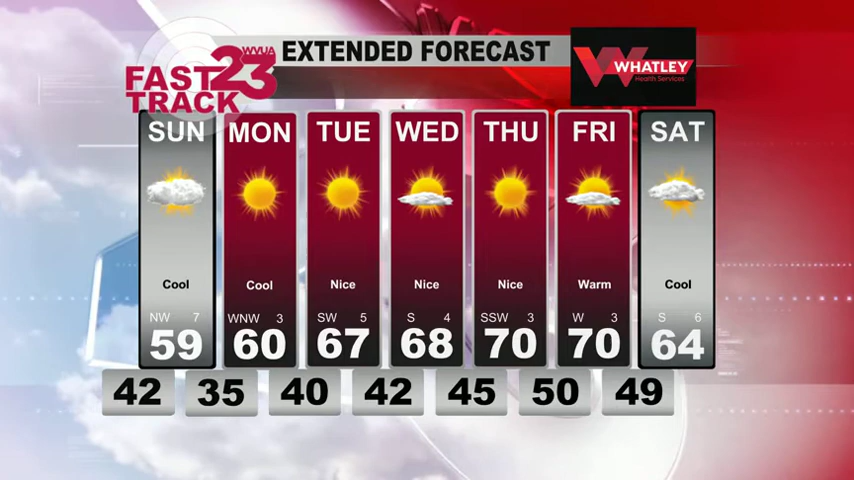 WVUA
23
FAST
TRACK
EXTENDED FORECAST
WHATLEY
Health Services
SUN MON TUE WED THU FRI SAT
Cool Cool Nice Nice Nice Warm Cool
NW 7 WNW 3 SW 5 S 4 SSW 3 W 3 S 6
59 60 67 68 70 70 64
42 35 40 42 45 50 49